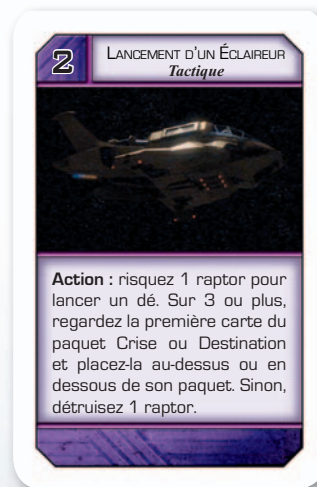 2
LANCEMENT D'UN ÉCLAIREUR
Tactique
Action : risquez 1 raptor pour
lancer un dé. Sur 3 ou plus,
regardez la première carte du
paquet Crise ou Destination
et placez-la au-dessus ou en
dessous de son paquet. Sinon,
détruisez 1 raptor.